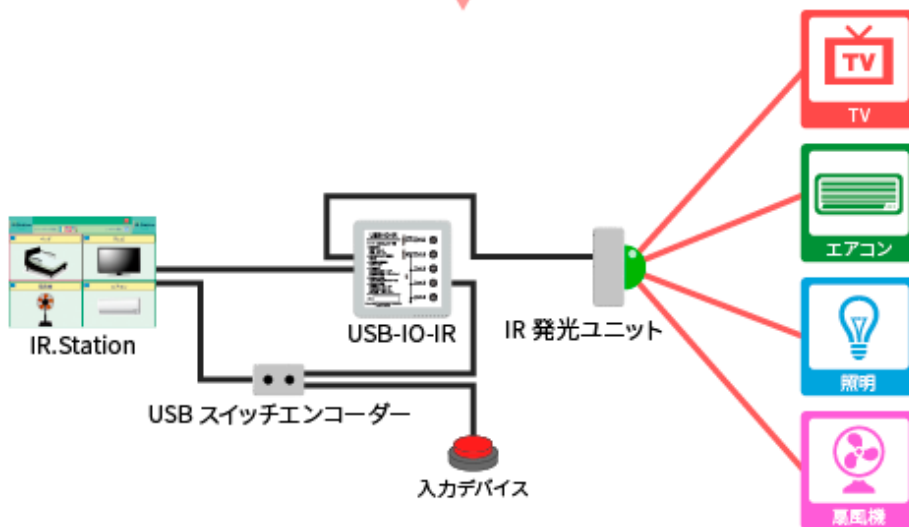 TV
TV
エアコン
USB-IO-IR
IR 発光ユニット
IR.Station
照明
USB スイッチエンコーダー
入力デバイス
扇風機